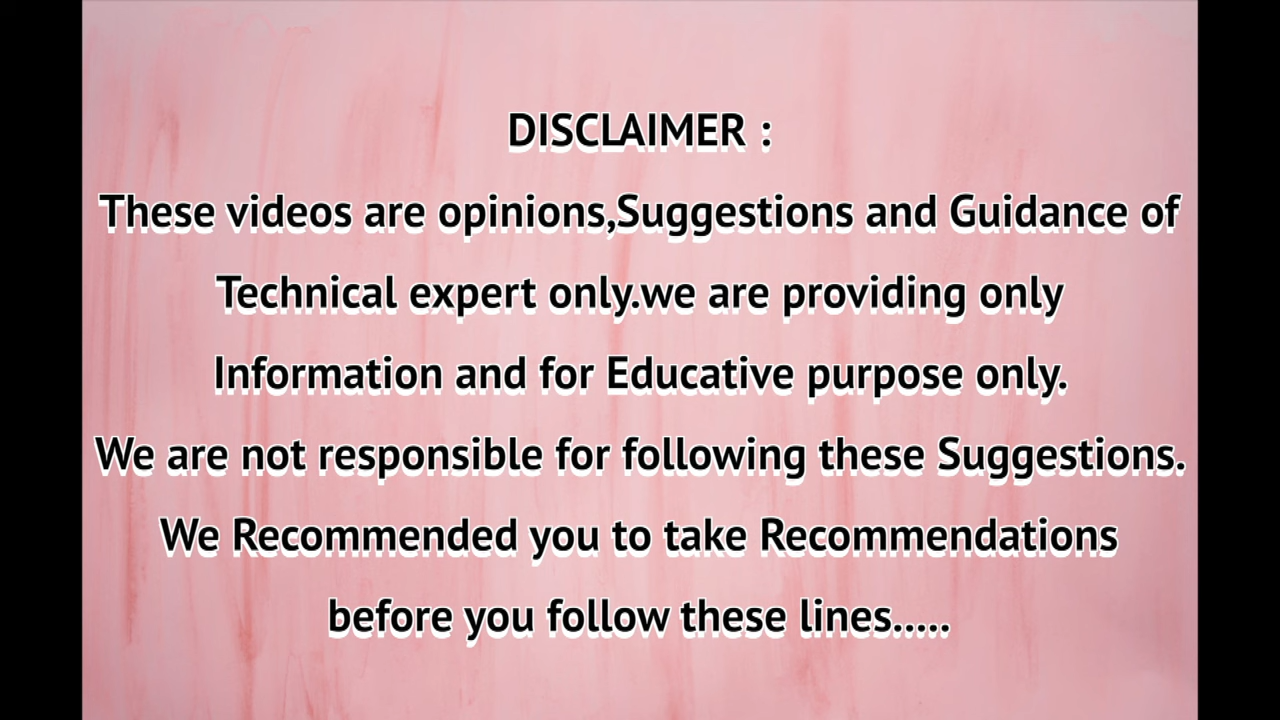 DISCLAIMER :
These videos are opinions,Suggestions and Guidance of
Technical expert only.we are providing only
Information and for Educative purpose only.
We are not responsible for following these Suggestions.
We Recommended you to take Recommendations
before you follow these lines.....